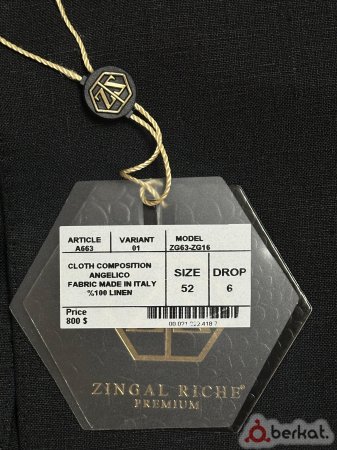 ZS
ARTICLE VARIANT MODEL
A663 01 ZG63-ZG16
CLOTH COMPOSITION
ANGELICO
FABRIC MADE IN ITALY
%100 LINEN
SIZE DROP
52 6
Price
800 $
ZINGAL RICHE®
PREMIUM
berkat.